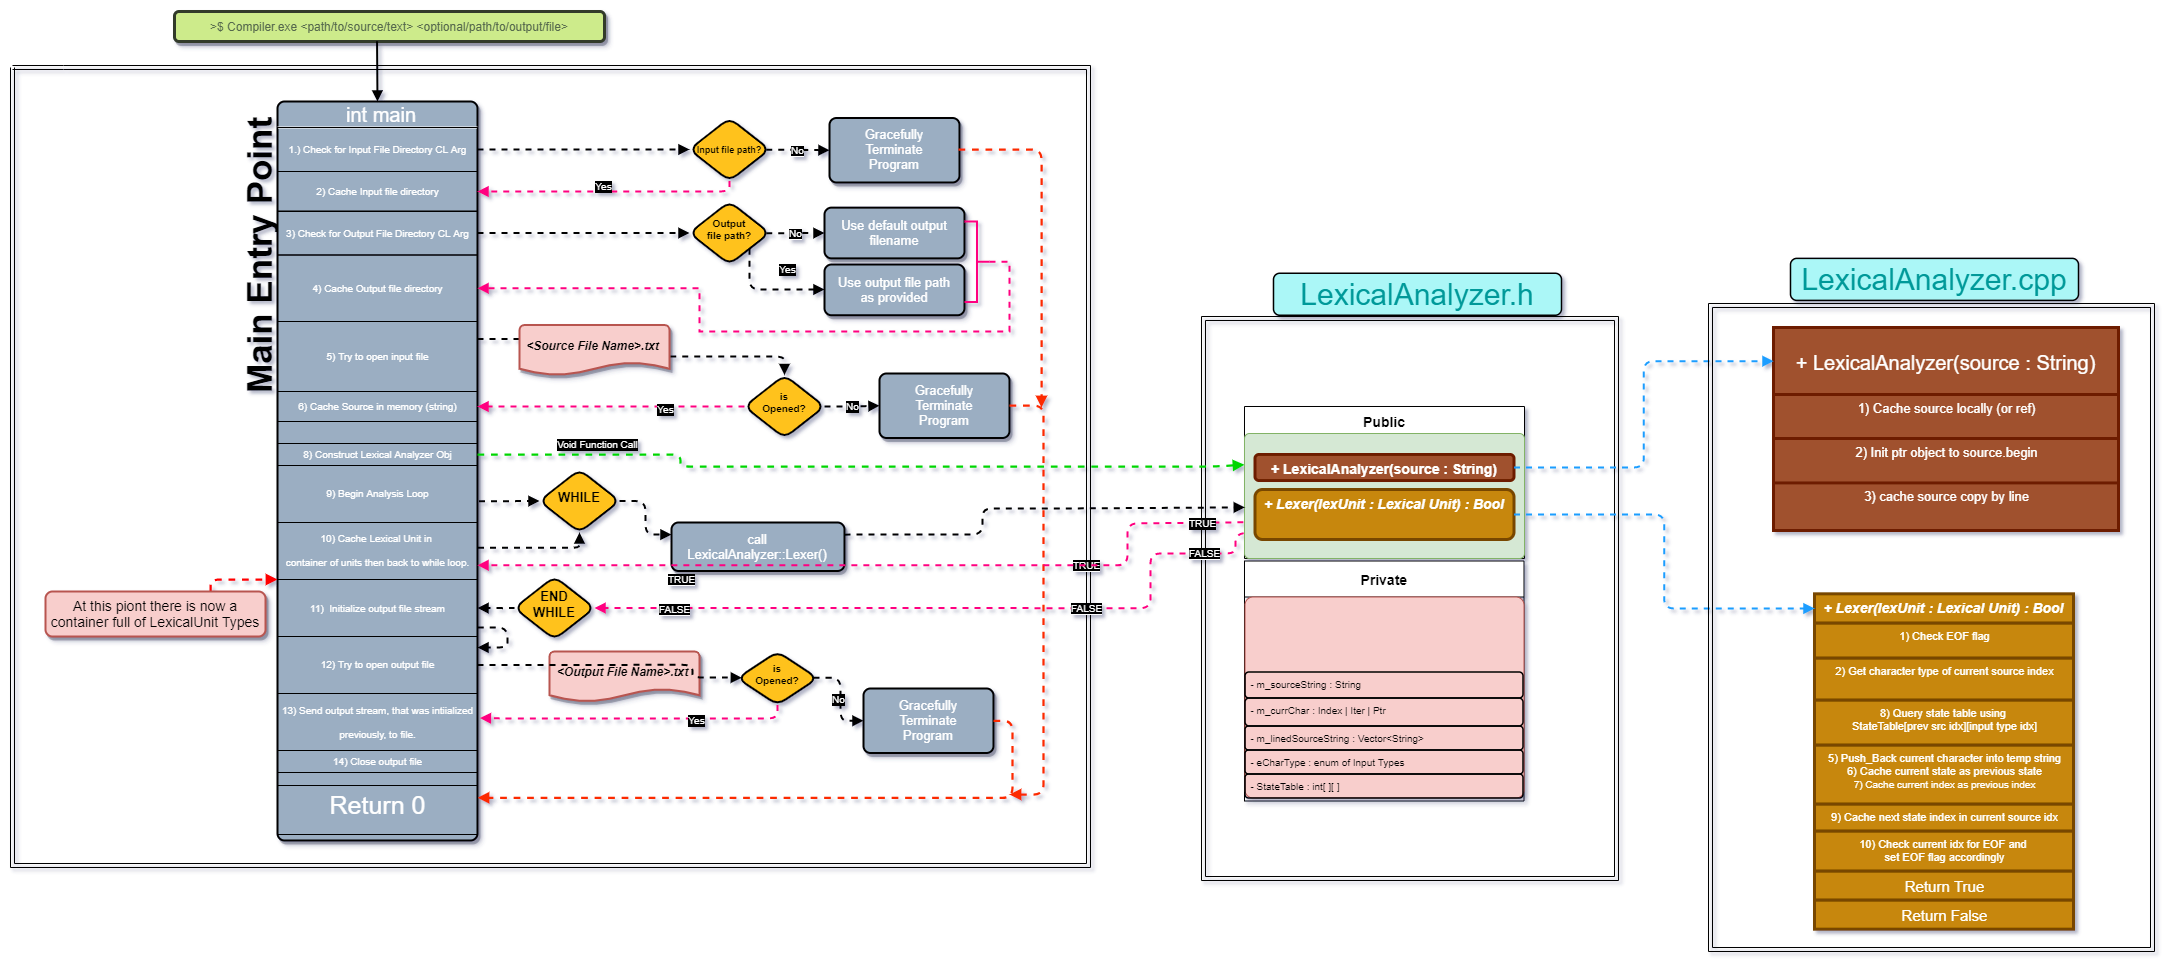 >$ Compiler.exe <path/to/source/text> <optional/path/to/output/file>
Main Entry Point
int main
1.) Check for Input File Directory CL Arg
2) Cache Input file directory
3) Check for Output File Directory CL Arg
4) Cache Output file directory
5) Try to open input file
6) Cache Source in memory (string)
8) Construct Lexical Analyzer Obj
9) Begin Analysis Loop
10) Cache Lexical Unit in
container of units then back to while loop.
11)  Initialize output file stream
12) Try to open output file
13) Send output stream, that was intiialized
previously, to file.
14) Close output file
Return 0
Input file path?
No
Gracefully
Terminate
Program
Yes
Output
file path?
No
Use default output
filename
Yes
Use output file path
as provided
<Source File Name>.txt
is
Opened?
No
Gracefully
Terminate
Program
Yes
Void Function Call
WHILE
call
LexicalAnalyzer::Lexer()
TRUE
TRUE
TRUE
FALSE
END
WHILE
FALSE
FALSE
At this piont there is now a
container full of LexicalUnit Types
<Output File Name>.txt
is
Opened?
No
Gracefully
Terminate
Program
Yes
LexicalAnalyzer.h
Public
+ LexicalAnalyzer(source : String)
+ Lexer(lexUnit : Lexical Unit) : Bool
Private
- m_sourceString : String
- m_currChar : Index | Iter | Ptr
- m_linedSourceString : Vector<String>
- eCharType : enum of Input Types
- StateTable : int[ ][ ]
LexicalAnalyzer.cpp
+ LexicalAnalyzer(source : String)
1) Cache source locally (or ref)
2) Init ptr object to source.begin
3) cache source copy by line
+ Lexer(lexUnit : Lexical Unit) : Bool
1) Check EOF flag
2) Get character type of current source index
8) Query state table using
StateTable[prev src idx][input type idx]
5) Push_Back current character into temp string
6) Cache current state as previous state
7) Cache current index as previous index
9) Cache next state index in current source idx
10) Check current idx for EOF and
set EOF flag accordingly
Return True
Return False